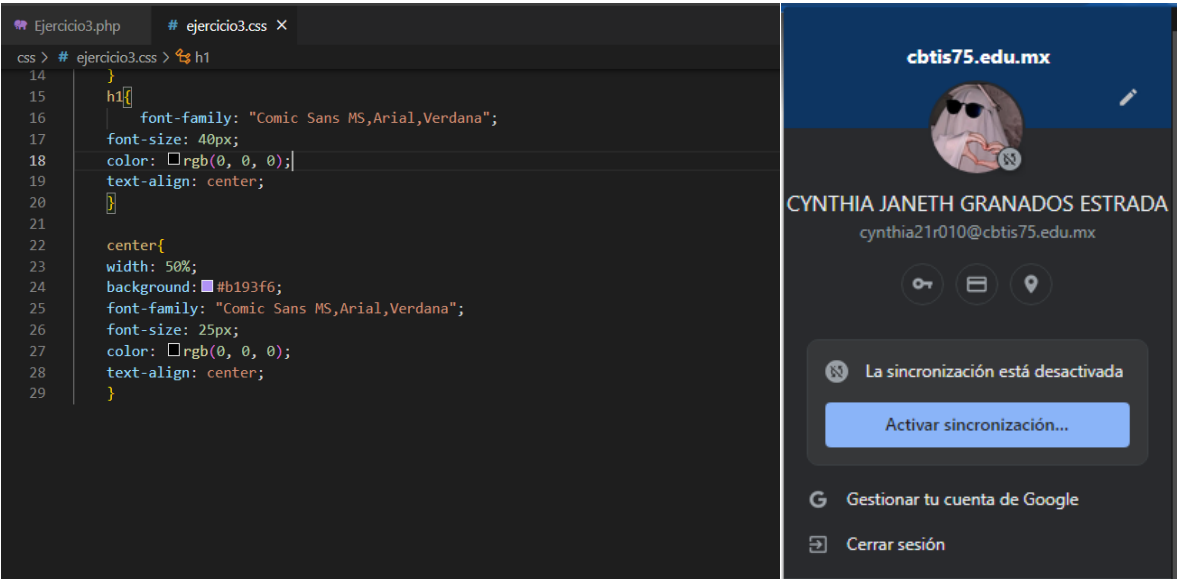 Ejercicio3.php
# ejercicio3.css ×
css > # ejercicio3.css > h1
14 }
15 h1{
16 font-family: "Comic Sans MS,Arial,Verdana";
17 font-size: 40px;
18 color: rgb(0, 0, 0);
19 text-align: center;
20 }
21
22 center{
23 width: 50%;
24 background: #b193f6;
25 font-family: "Comic Sans MS,Arial,Verdana";
26 font-size: 25px;
27 color: rgb(0, 0, 0);
28 text-align: center;
29 }
cbtis75.edu.mx
CYNTHIA JANETH GRANADOS ESTRADA
cynthia21r010@cbtis75.edu.mx
La sincronización está desactivada
Activar sincronización...
G Gestionar tu cuenta de Google
Cerrar sesión